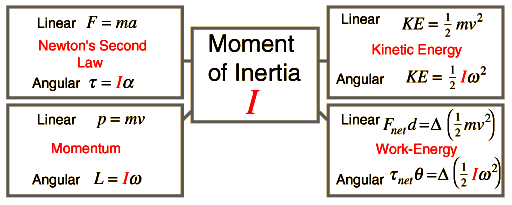 Linear F = ma
Newton's Second
Law
Angular τ = Iα
Moment
of Inertia
I
Linear KE = ½ mv²
Kinetic Energy
Angular KE = ½ Iω²
Linear p = mv
Momentum
Angular L = Iω
Linear F_net d = Δ (½ mv²)
Work-Energy
Angular τ_net θ = Δ (½ Iω²)